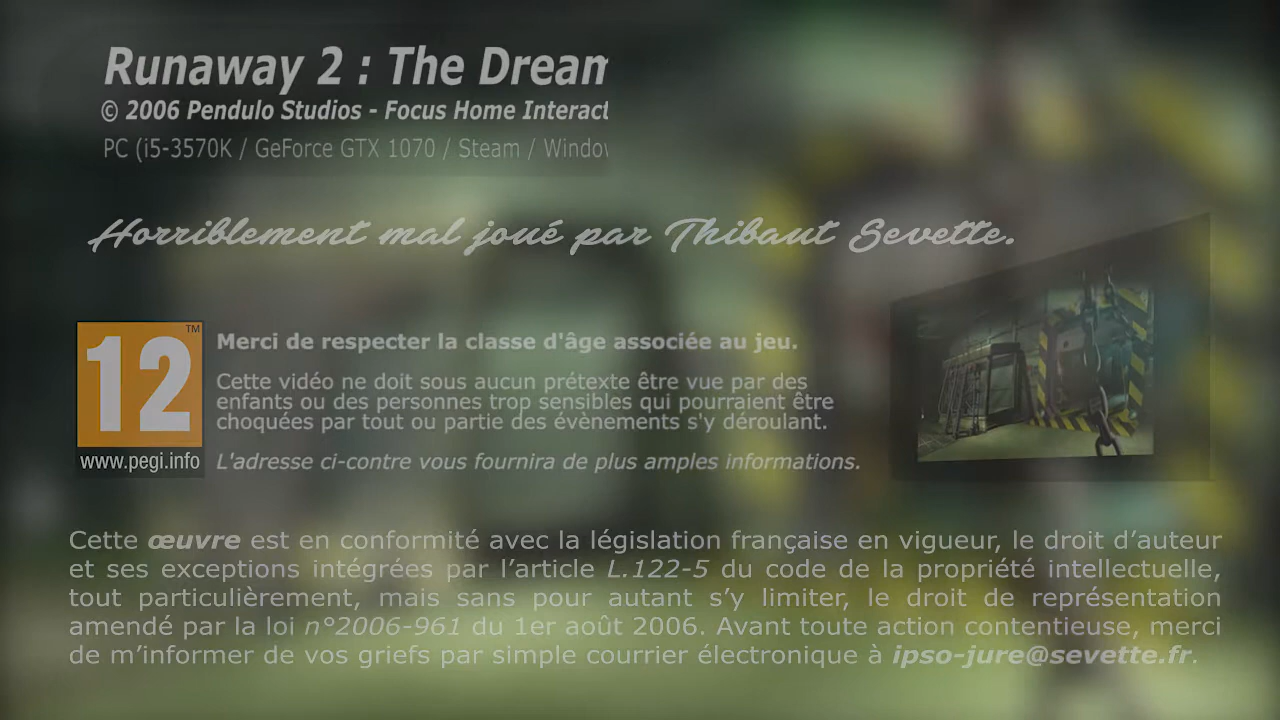 Runaway 2 : The Dream
© 2006 Pendulo Studios - Focus Home Interact
PC (i5-3570K / GeForce GTX 1070 / Steam / Window
Horriblement mal joué par Thibaut Sevette.
12
TM
www.pegi.info
Merci de respecter la classe d'âge associée au jeu.
Cette vidéo ne doit sous aucun prétexte être vue par des
enfants ou des personnes trop sensibles qui pourraient être
choquées par tout ou partie des évènements s'y déroulant.
L'adresse ci-contre vous fournira de plus amples informations.
Cette œuvre est en conformité avec la législation française en vigueur, le droit d’auteur
et ses exceptions intégrées par l’article L.122-5 du code de la propriété intellectuelle,
tout particulièrement, mais sans pour autant s’y limiter, le droit de représentation
amendé par la loi n°2006-961 du 1er août 2006. Avant toute action contentieuse, merci
de m’informer de vos griefs par simple courrier électronique à ipso-jure@sevette.fr.